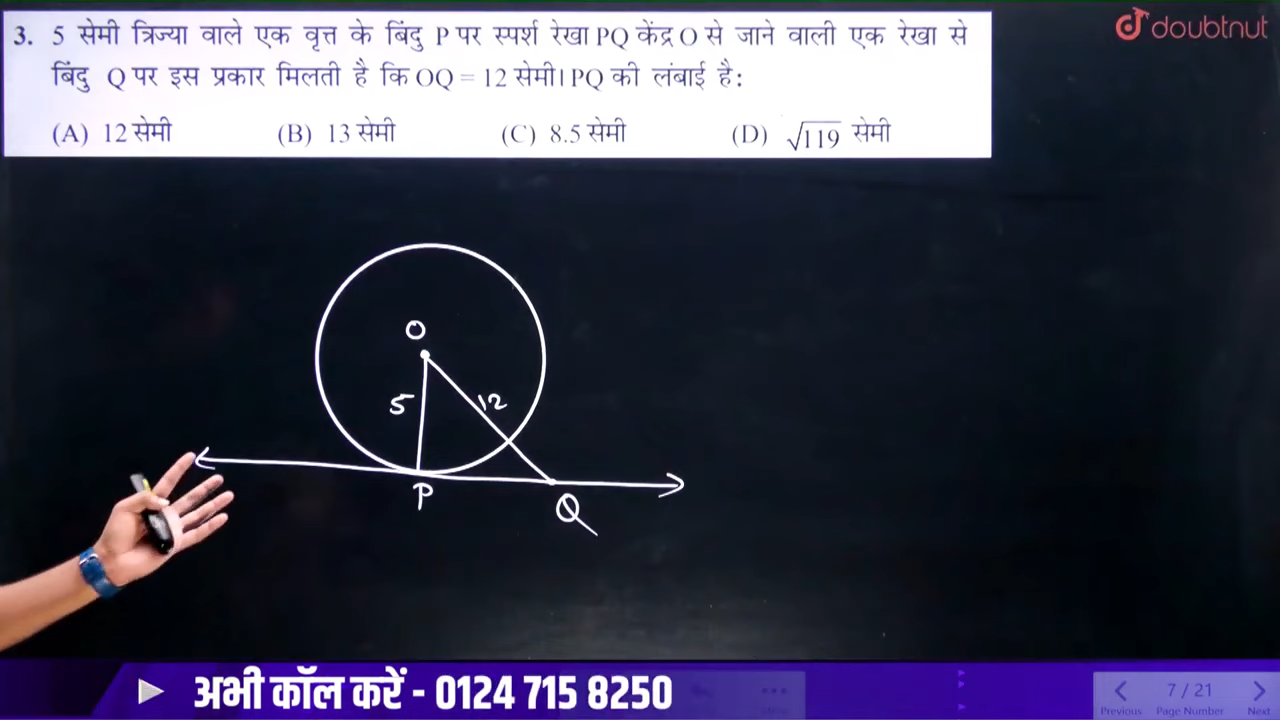 3. 5 सेमी त्रिज्या वाले एक वृत्त के बिंदु P पर स्पर्श रेखा PQ केंद्र O से जाने वाली एक रेखा से
बिंदु Q पर इस प्रकार मिलती है कि OQ = 12 सेमी। PQ की लंबाई है:
(A) 12 सेमी (B) 13 सेमी (C) 8.5 सेमी (D) √119 सेमी
doubtnut
O
5 12
P
Q
अभी कॉल करें - 0124 715 8250
7 / 21
Previous Page Number Next